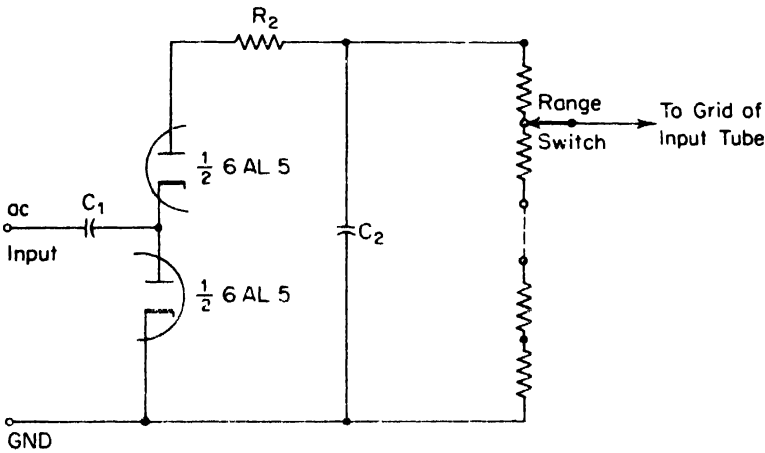 R2
Range
Switch
To Grid of
Input Tube
1/2 6 AL 5
ac
C1
Input
C2
1/2 6 AL 5
GND